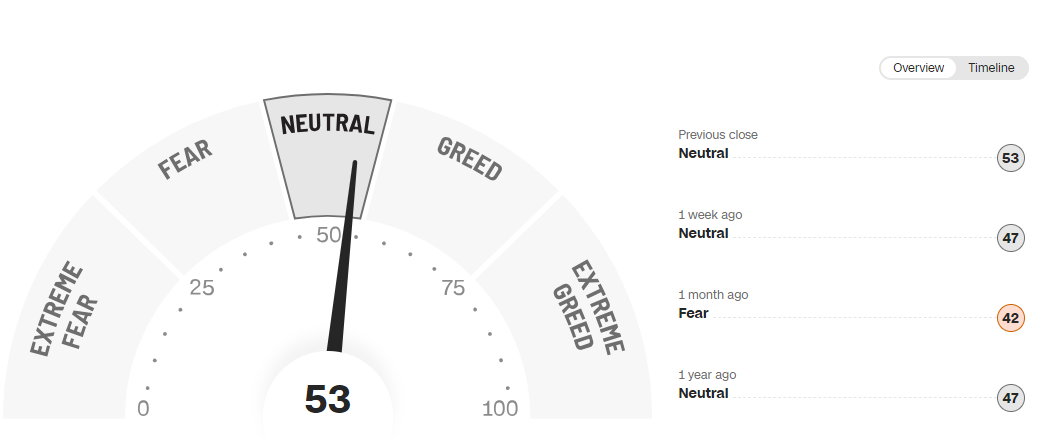 Overview
Timeline
NEUTRAL
FEAR
GREED
EXTREME
FEAR
EXTREME
GREED
0
25
50
75
100
53
Previous close
Neutral 53
1 week ago
Neutral 47
1 month ago
Fear 42
1 year ago
Neutral 47